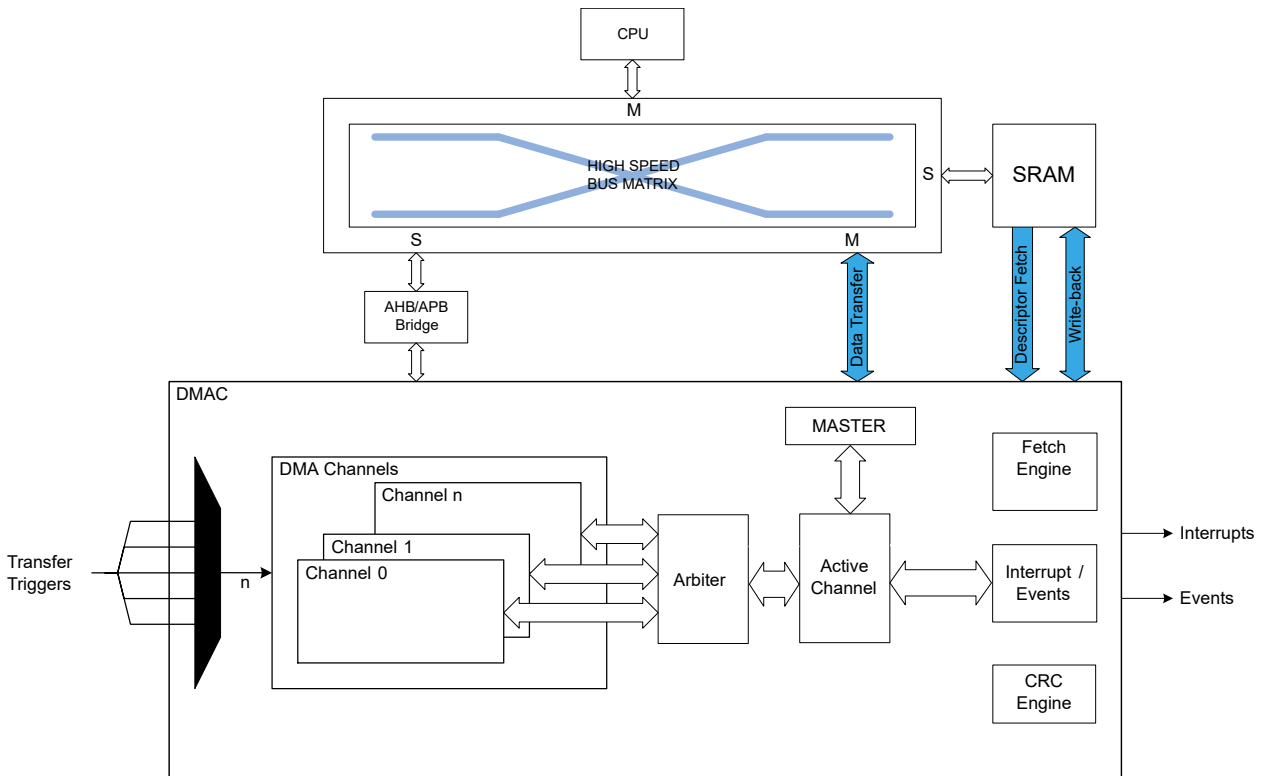 CPU
M
HIGH SPEED
BUS MATRIX
S
SRAM
S
M
AHB/APB
Bridge
Data Transfer
Descriptor Fetch
Write-back
DMAC
MASTER
Fetch
Engine
DMA Channels
Channel n
Channel 1
Channel 0
Transfer
Triggers
n
Arbiter
Active
Channel
Interrupt /
Events
Interrupts
Events
CRC
Engine